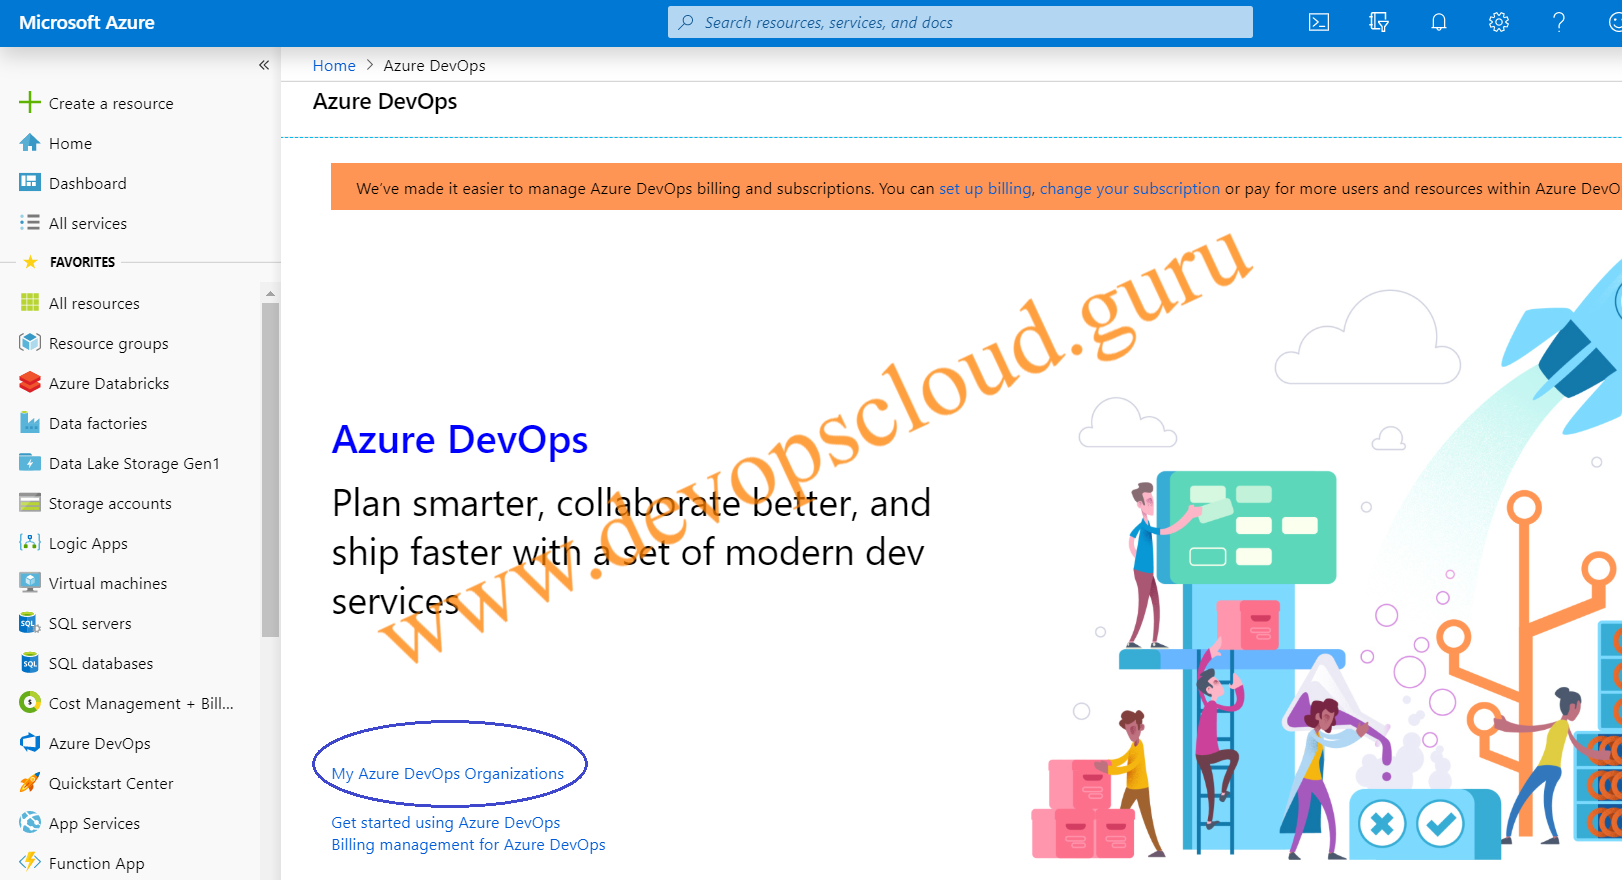 Microsoft Azure
Search resources, services, and docs
«
Home > Azure DevOps
Azure DevOps
Create a resource
Home
Dashboard
All services
FAVORITES
All resources
Resource groups
Azure Databricks
Data factories
Data Lake Storage Gen1
Storage accounts
Logic Apps
Virtual machines
SQL servers
SQL databases
Cost Management + Bill...
Azure DevOps
Quickstart Center
App Services
Function App
We've made it easier to manage Azure DevOps billing and subscriptions. You can set up billing, change your subscription or pay for more users and resources within Azure DevO
www.devopscloud.guru
Azure DevOps
Plan smarter, collaborate better, and
ship faster with a set of modern dev
services
My Azure DevOps Organizations
Get started using Azure DevOps
Billing management for Azure DevOps